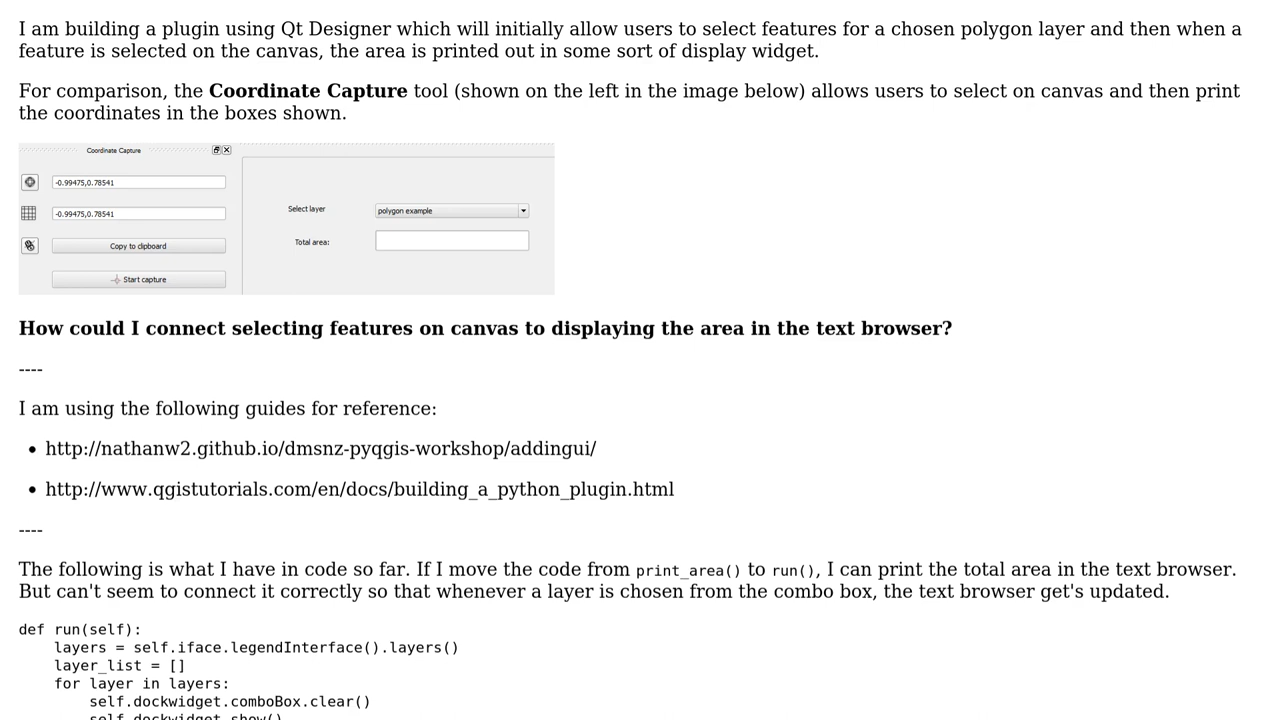 I am building a plugin using Qt Designer which will initially allow users to select features for a chosen polygon layer and then when a
feature is selected on the canvas, the area is printed out in some sort of display widget.
For comparison, the Coordinate Capture tool (shown on the left in the image below) allows users to select on canvas and then print
the coordinates in the boxes shown.
Coordinate Capture
-0.99475,0.78541
-0.99475,0.78541
Copy to clipboard
Start capture
Select layer
polygon example
Total area:
How could I connect selecting features on canvas to displaying the area in the text browser?
----
I am using the following guides for reference:
• http://nathanw2.github.io/dmsnz-pyqgis-workshop/addingui/
• http://www.qgistutorials.com/en/docs/building_a_python_plugin.html
----
The following is what I have in code so far. If I move the code from print_area() to run(), I can print the total area in the text browser.
But can't seem to connect it correctly so that whenever a layer is chosen from the combo box, the text browser get's updated.
def run(self):
    layers = self.iface.legendInterface().layers()
    layer_list = []
    for layer in layers:
        self.dockwidget.comboBox.clear()
        self.dockwidget.show()